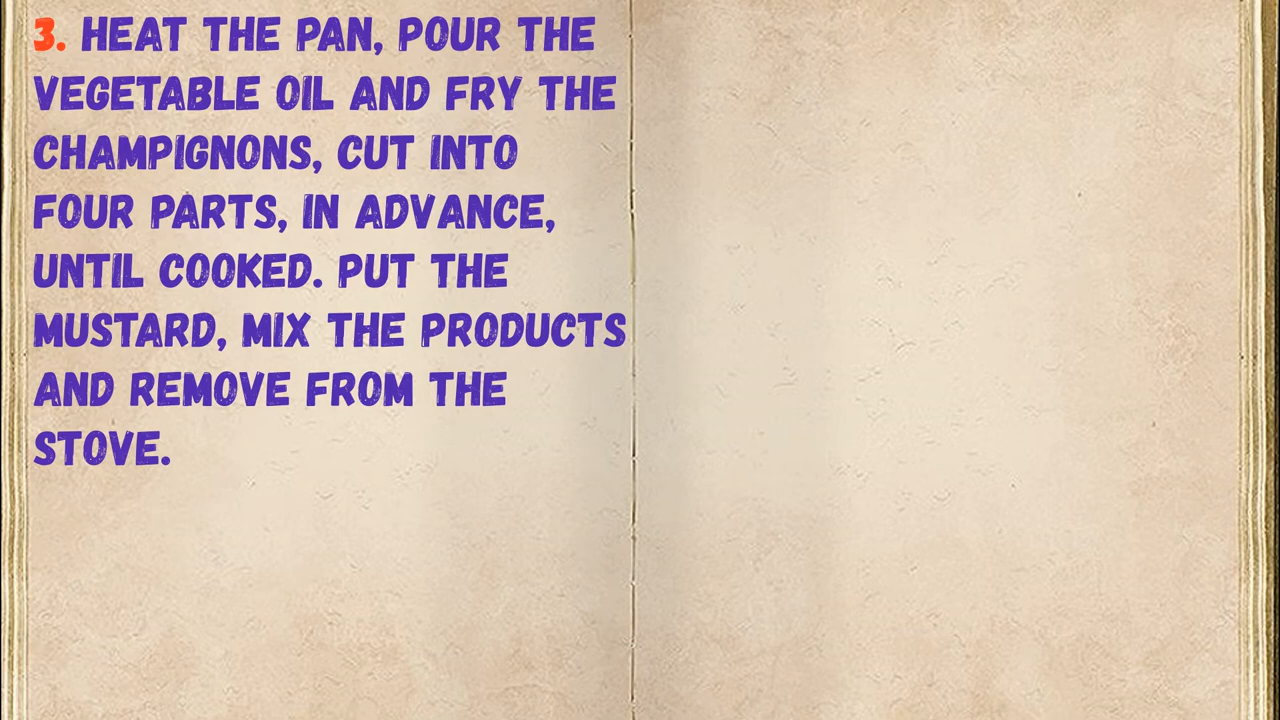 3. HEAT THE PAN, POUR THE
VEGETABLE OIL AND FRY THE
CHAMPIGNONS, CUT INTO
FOUR PARTS, IN ADVANCE,
UNTIL COOKED. PUT THE
MUSTARD, MIX THE PRODUCTS
AND REMOVE FROM THE
STOVE.